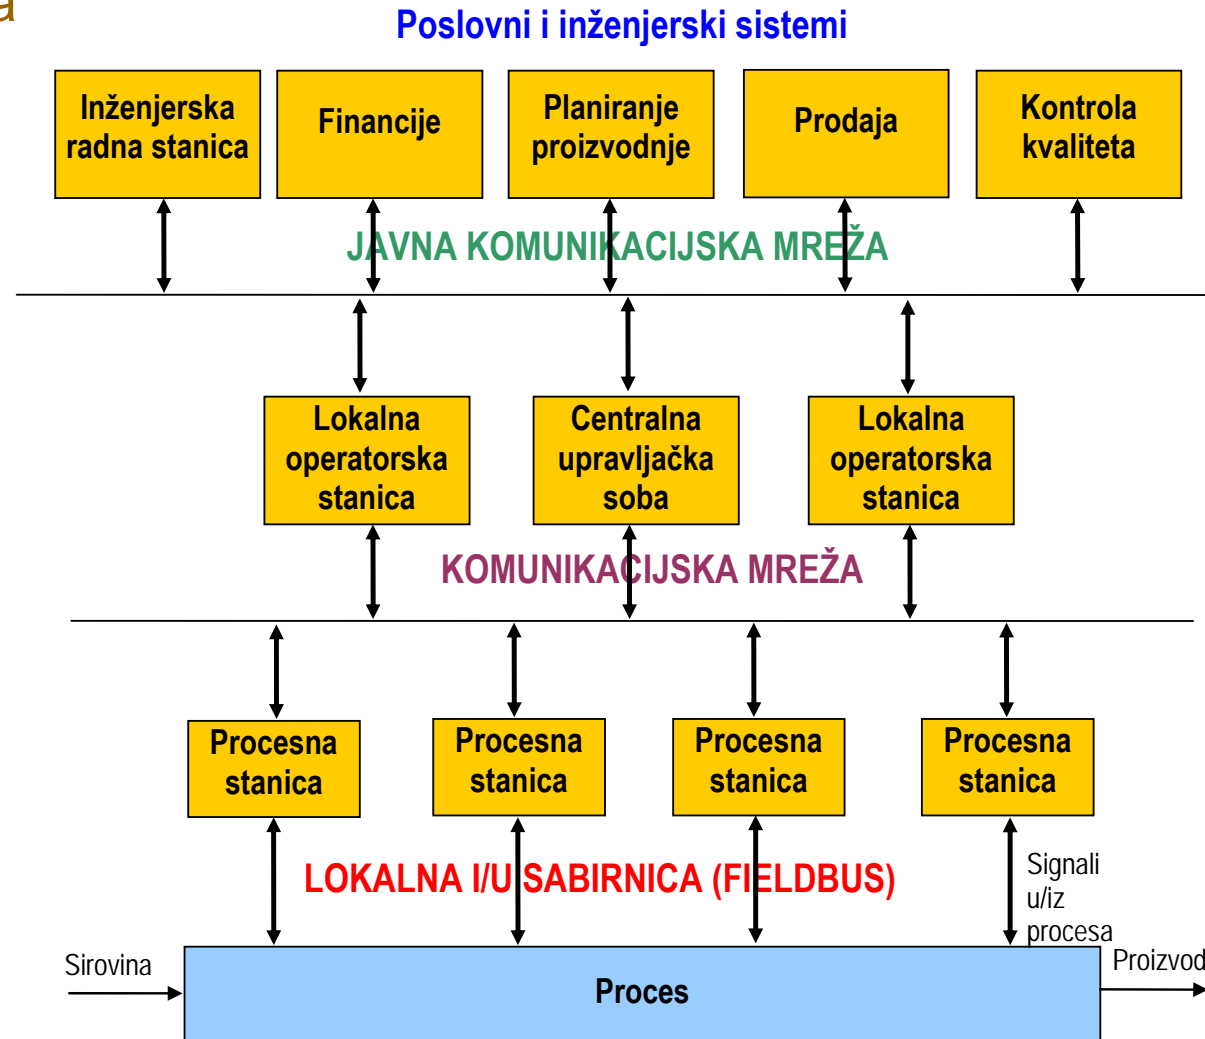 a
Poslovni i inženjerski sistemi
Inženjerska
radna stanica
Financije
Planiranje
proizvodnje
Prodaja
Kontrola
kvaliteta
JAVNA KOMUNIKACIJSKA MREŽA
Lokalna
operatorska
stanica
Centralna
upravljačka
soba
Lokalna
operatorska
stanica
KOMUNIKACIJSKA MREŽA
Procesna
stanica
Procesna
stanica
Procesna
stanica
Procesna
stanica
LOKALNA I/U SABIRNICA (FIELDBUS)
Signali
u/iz
procesa
Sirovina
Proces
Proizvod